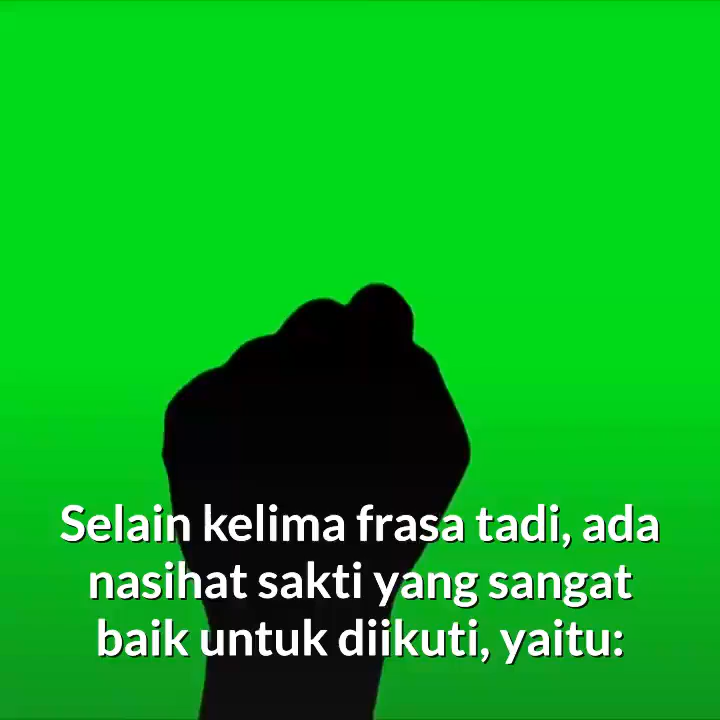 Selain kelima frasa tadi, ada
nasihat sakti yang sangat
baik untuk diikuti, yaitu: